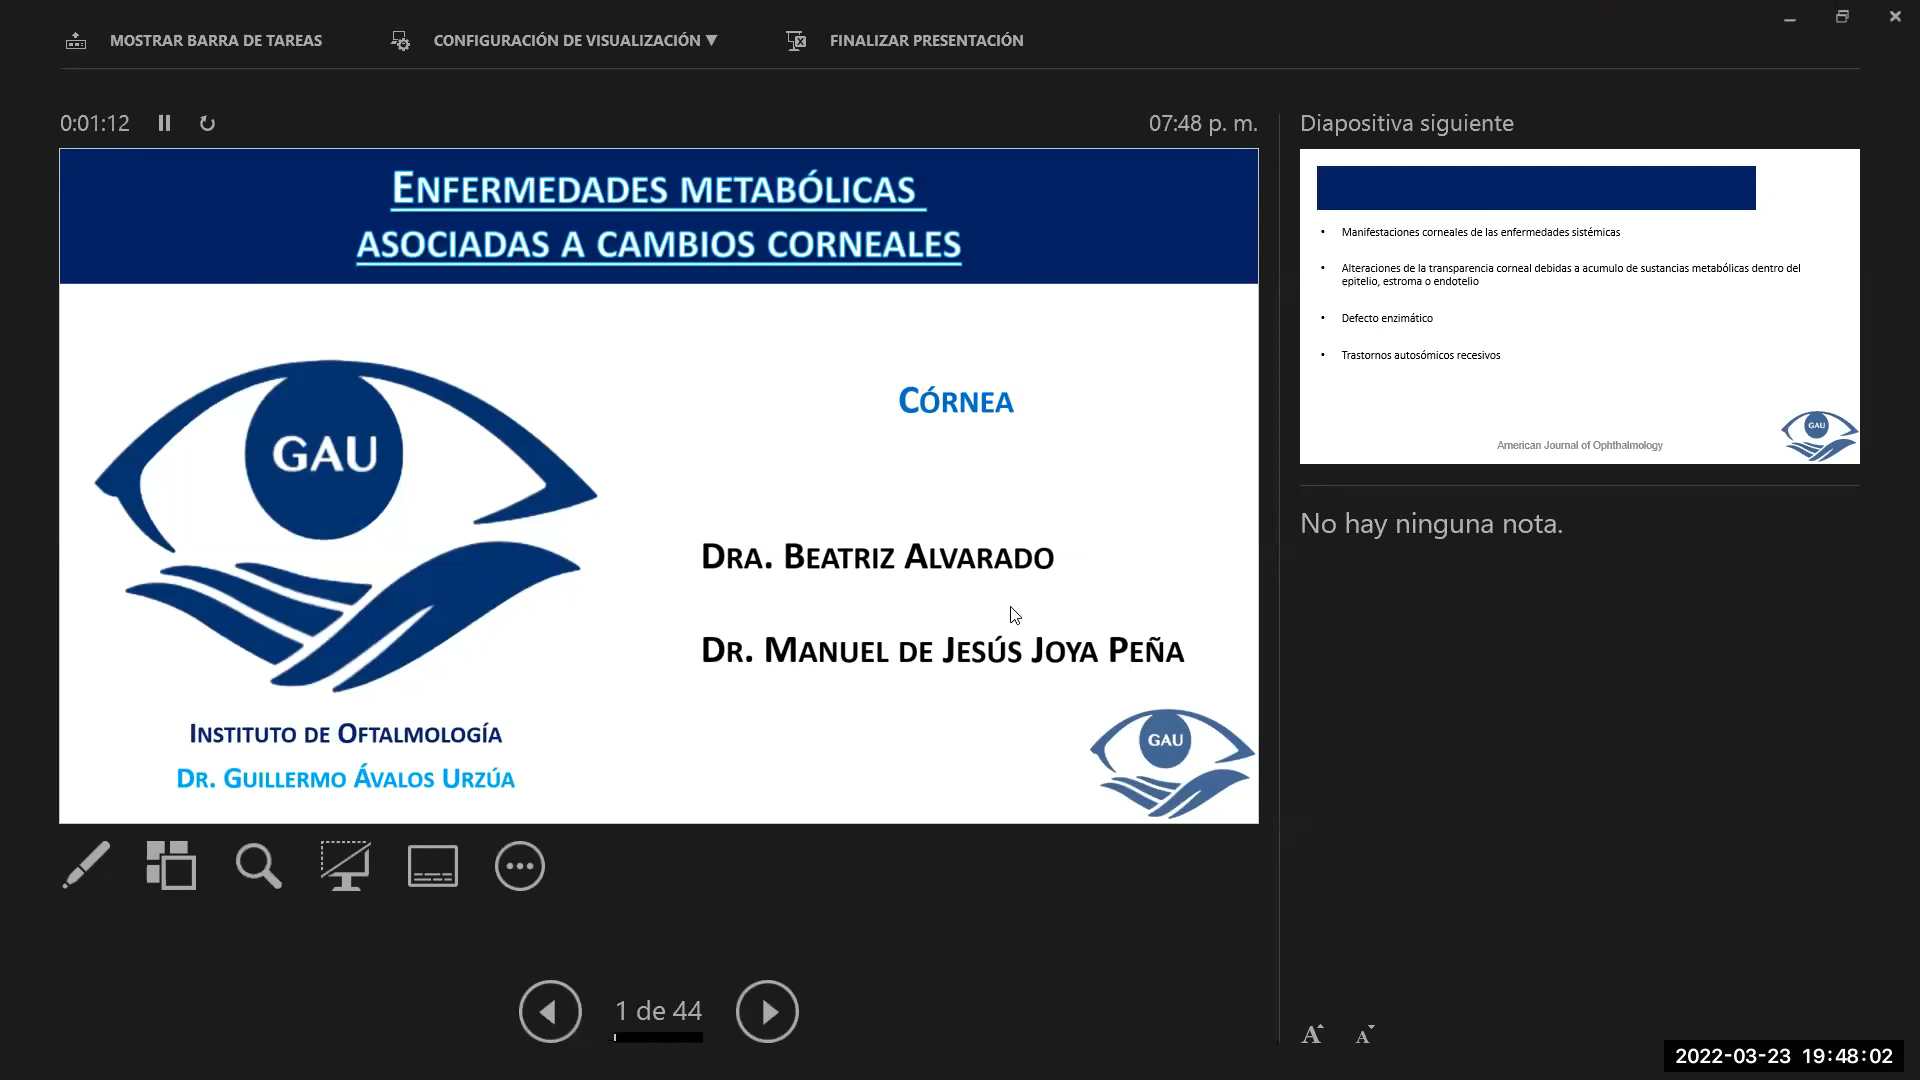 MOSTRAR BARRA DE TAREAS
CONFIGURACIÓN DE VISUALIZACIÓN ▼
FINALIZAR PRESENTACIÓN
0:01:12
07:48 p. m.
ENFERMEDADES METABÓLICAS
ASOCIADAS A CAMBIOS CORNEALES
GAU
CÓRNEA
DRA. BEATRIZ ALVARADO
DR. MANUEL DE JESÚS JOYA PEÑA
INSTITUTO DE OFTALMOLOGÍA
DR. GUILLERMO ÁVALOS URZÚA
GAU
1 de 44
Diapositiva siguiente
• Manifestaciones corneales de las enfermedades sistémicas
• Alteraciones de la transparencia corneal debidas a acumulo de sustancias metabólicas dentro del
epitelio, estroma o endotelio
• Defecto enzimático
• Trastornos autosómicos recesivos
American Journal of Ophthalmology
GAU
No hay ninguna nota.
A A
2022-03-23 19:48:02